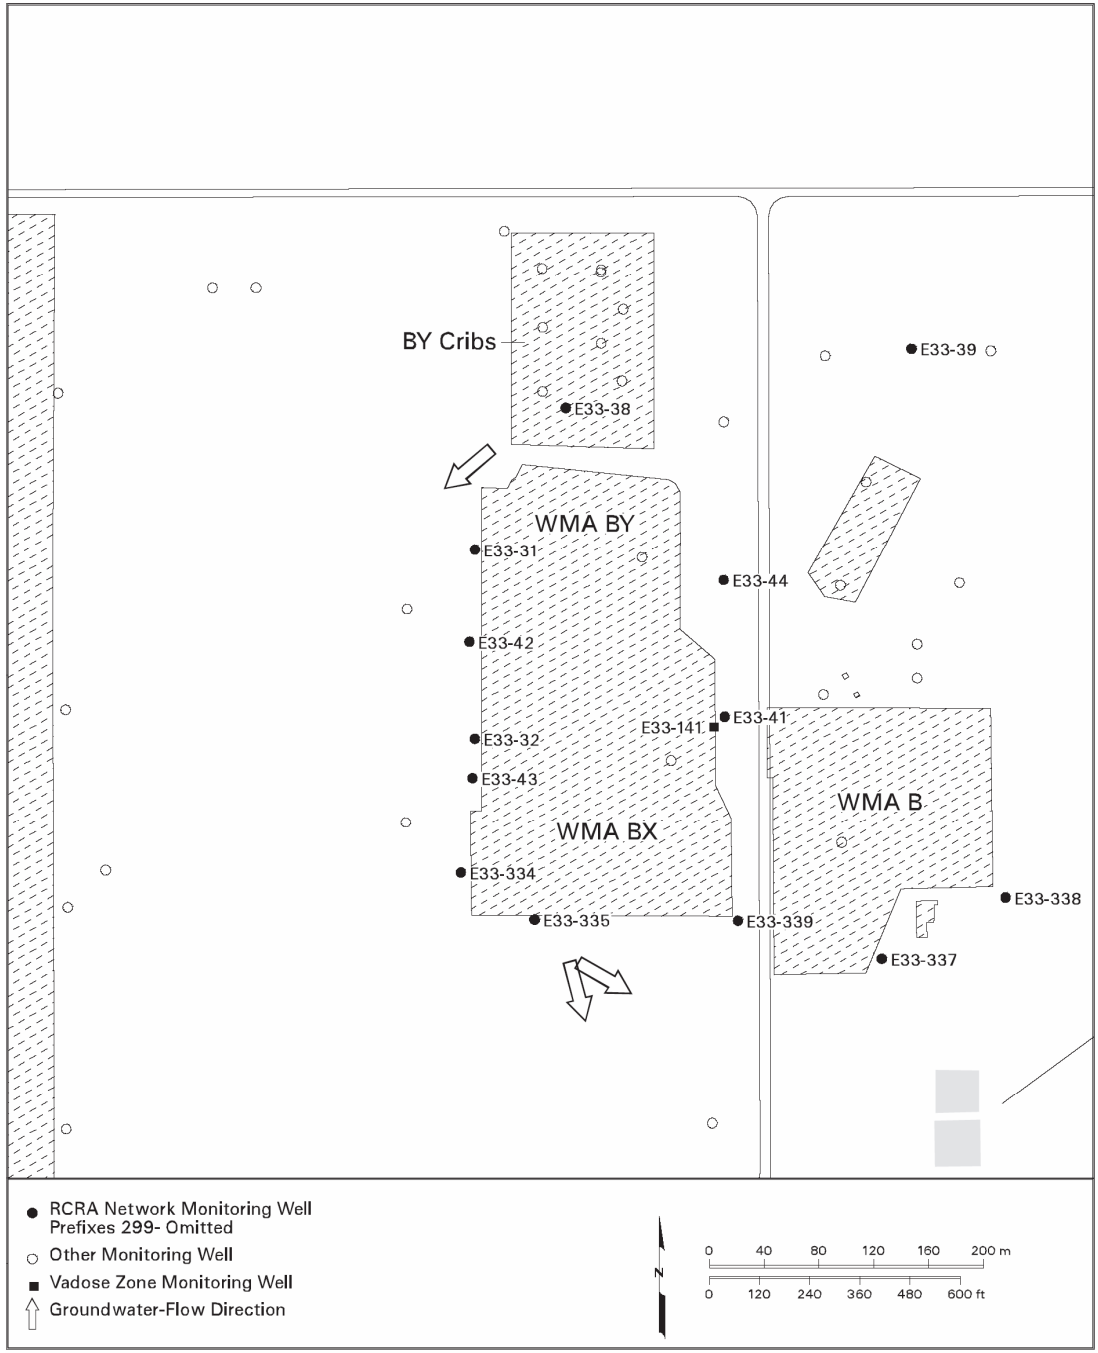 BY Cribs
E33-39
E33-38
WMA BY
E33-31
E33-44
E33-42
E33-41
E33-141
E33-32
E33-43
WMA B
WMA BX
E33-334
E33-338
E33-335
E33-339
E33-337
RCRA Network Monitoring Well
Prefixes 299- Omitted
Other Monitoring Well
Vadose Zone Monitoring Well
Groundwater-Flow Direction
N
0 40 80 120 160 200 m
0 120 240 360 480 600 ft